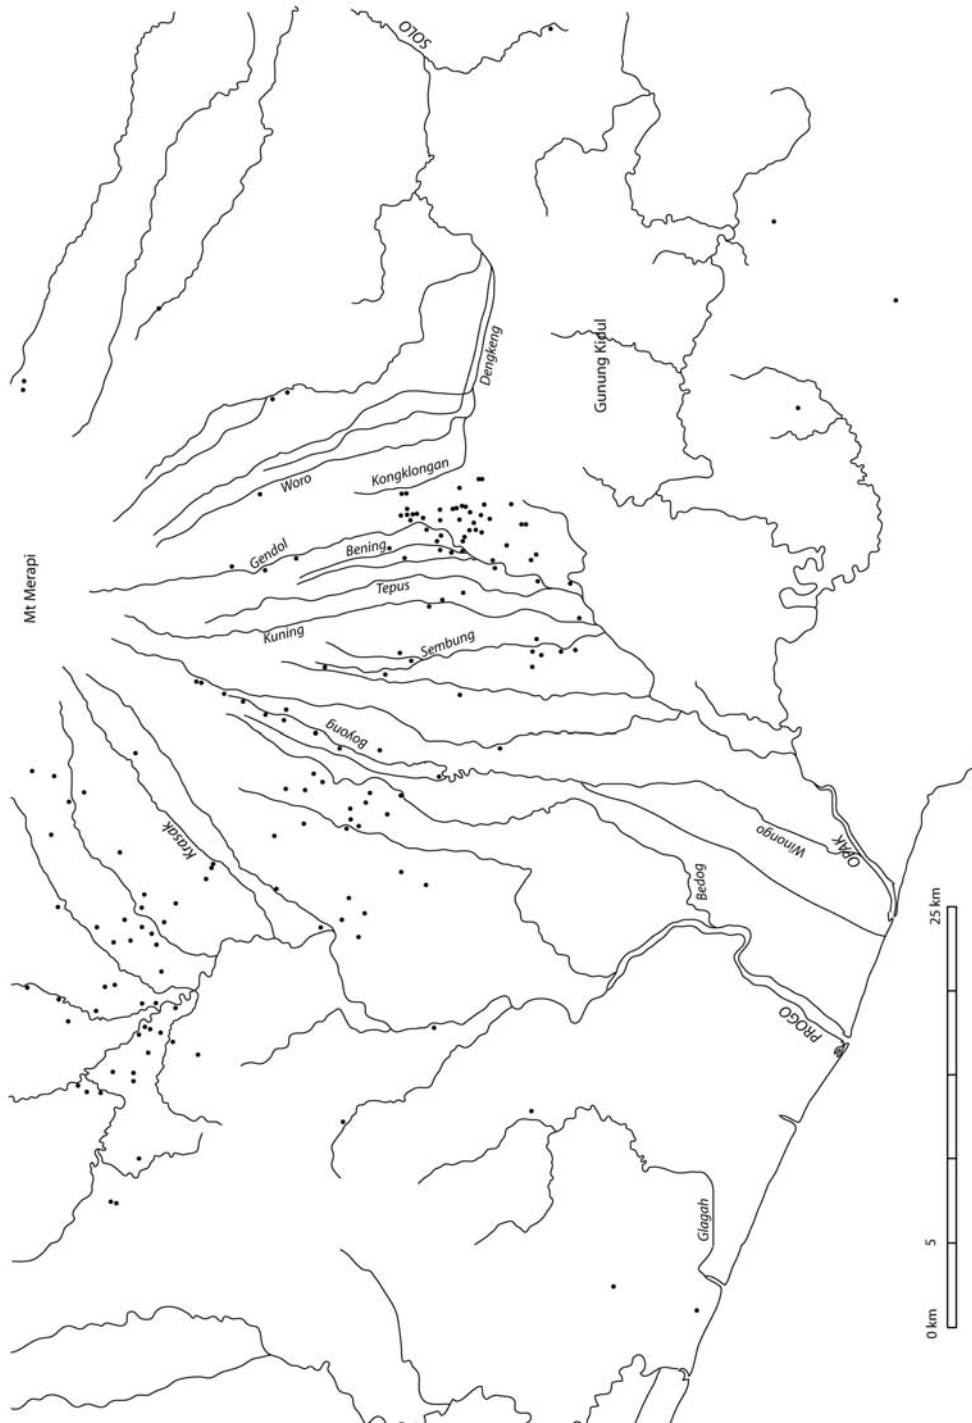 SOLO
Dengkeng
Gunung Kidul
Woro
Kongklongan
Mt Merapi
Gendol
Bening
Tepus
Kuning
Sembung
Boyong
Krasak
Winongo
OPAK
Bedog
PROGO
Glagah
0 km
5
25 km